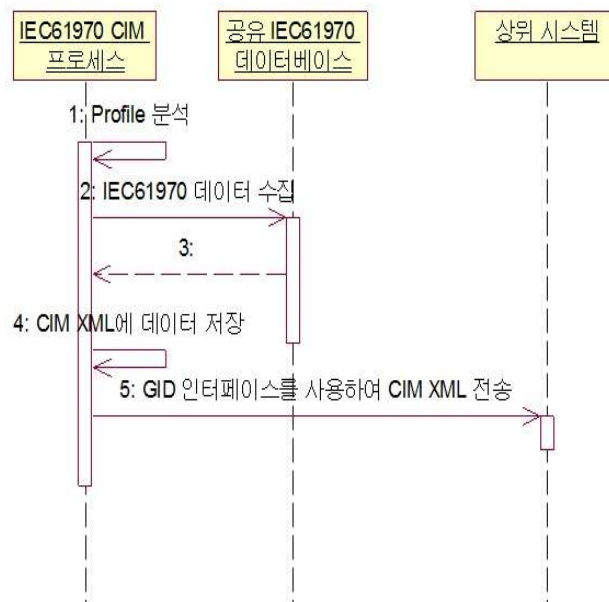 IEC61970 CIM
프로세스
공유 IEC61970
데이터베이스
상위 시스템
1: Profile 분석
2: IEC61970 데이터 수집
3:
4: CIM XML에 데이터 저장
5: GID 인터페이스를 사용하여 CIM XML 전송